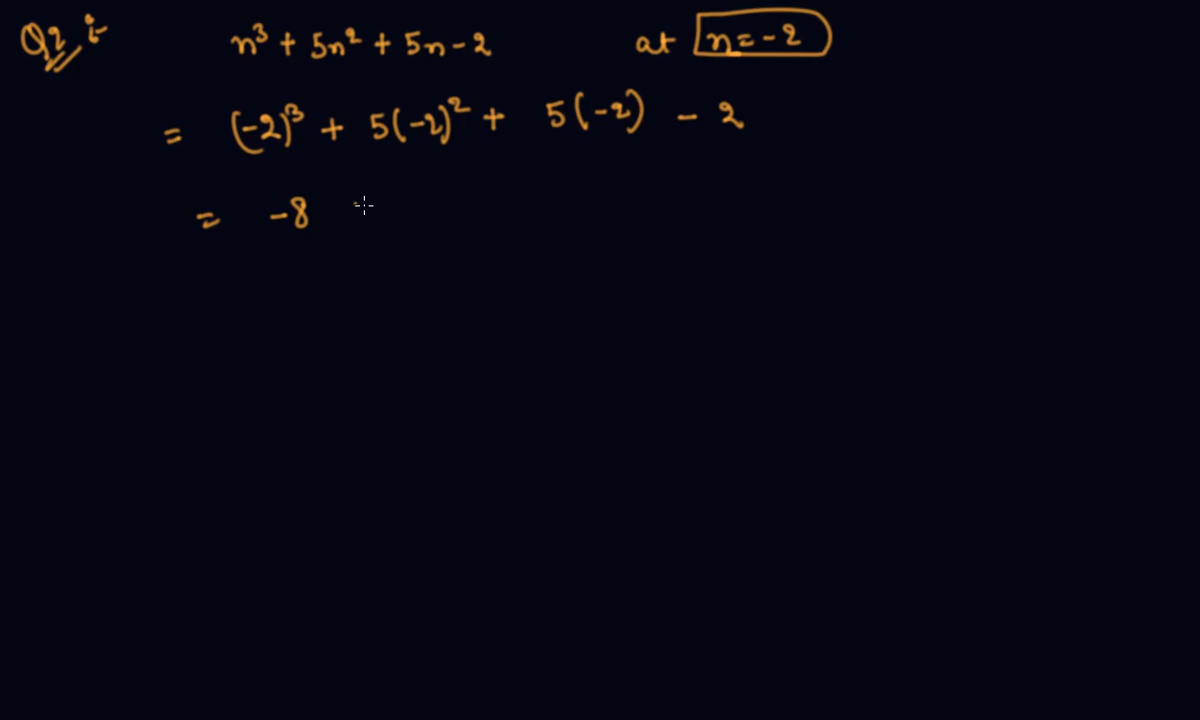 Q2, i- n³ + 5n² + 5n - 2 at n = -2
= (-2)³ + 5(-2)² + 5(-2) - 2
= -8